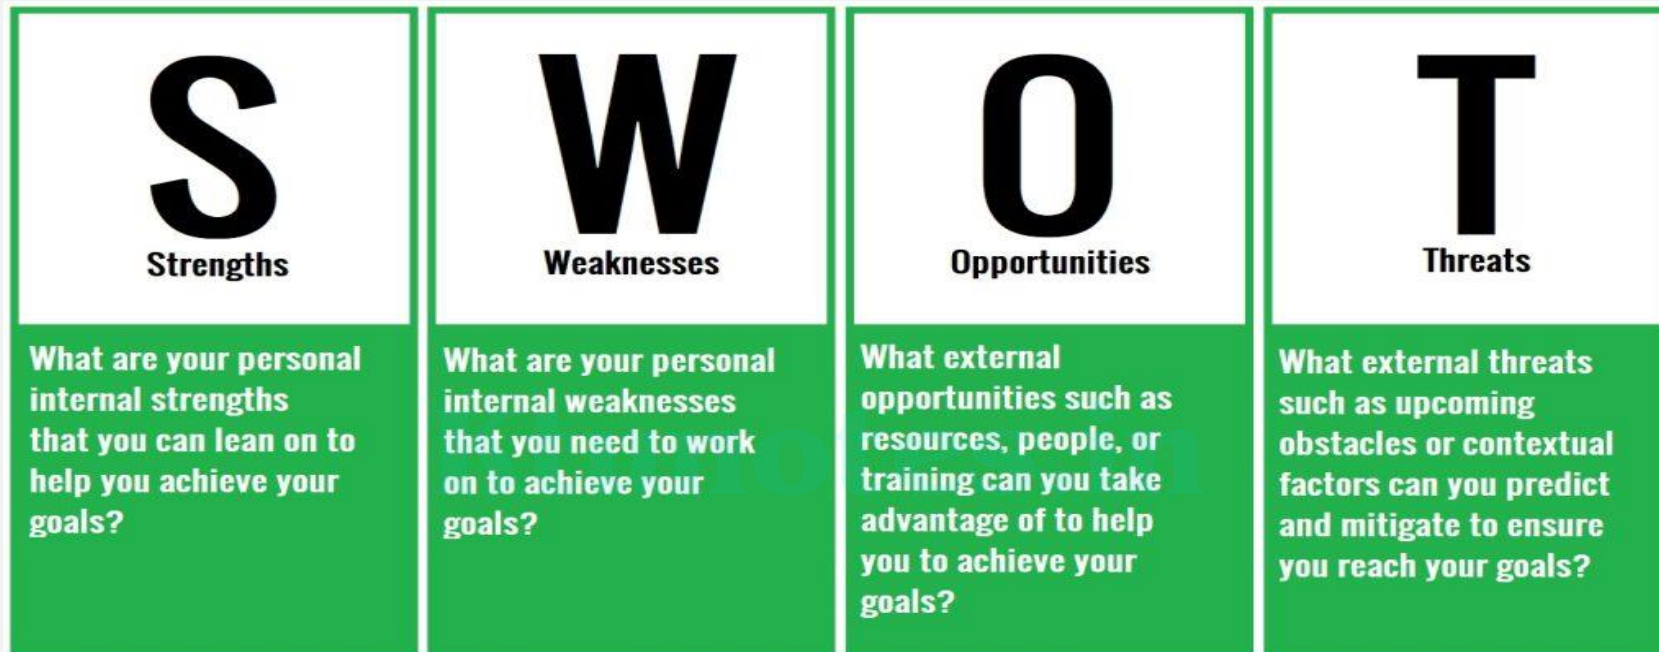 S
Strengths
What are your personal
internal strengths
that you can lean on to
help you achieve your
goals?
W
Weaknesses
What are your personal
internal weaknesses
that you need to work
on to achieve your
goals?
O
Opportunities
What external
opportunities such as
resources, people, or
training can you take
advantage of to help
you to achieve your
goals?
T
Threats
What external threats
such as upcoming
obstacles or contextual
factors can you predict
and mitigate to ensure
you reach your goals?